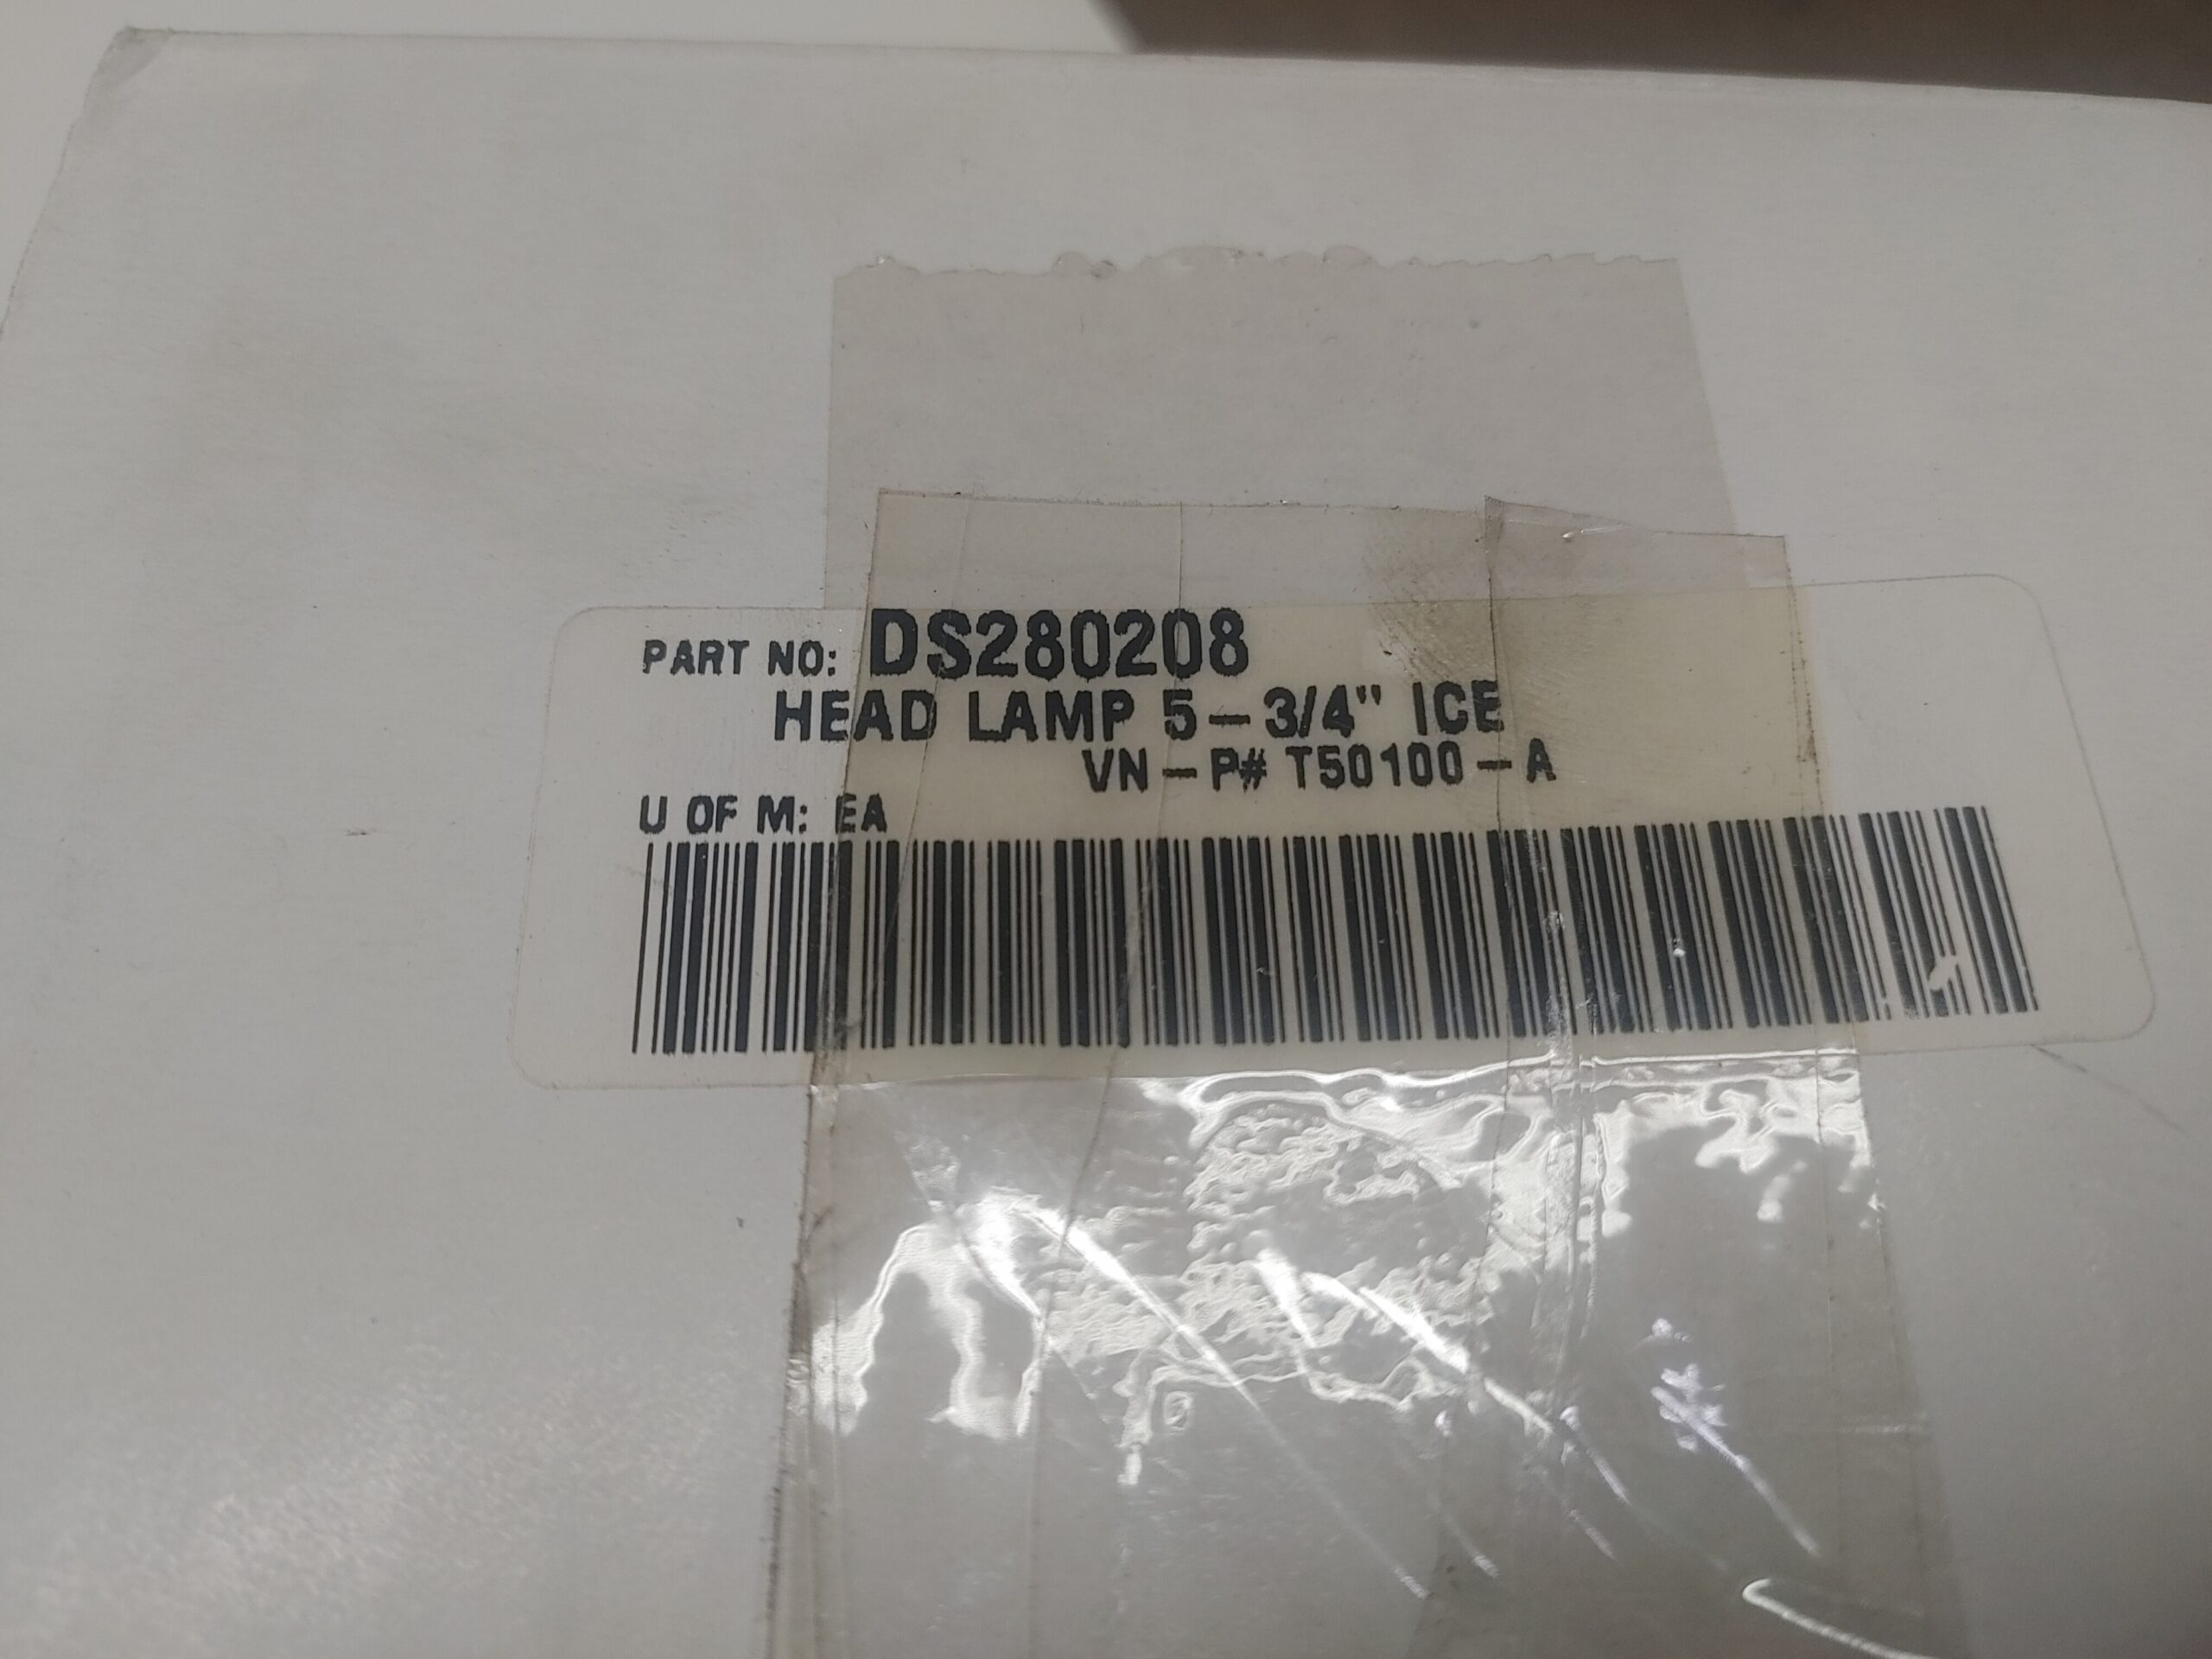 PART NO: DS280208
HEAD LAMP 5-3/4" ICE
VN-P# T50100-A
U OF M: EA